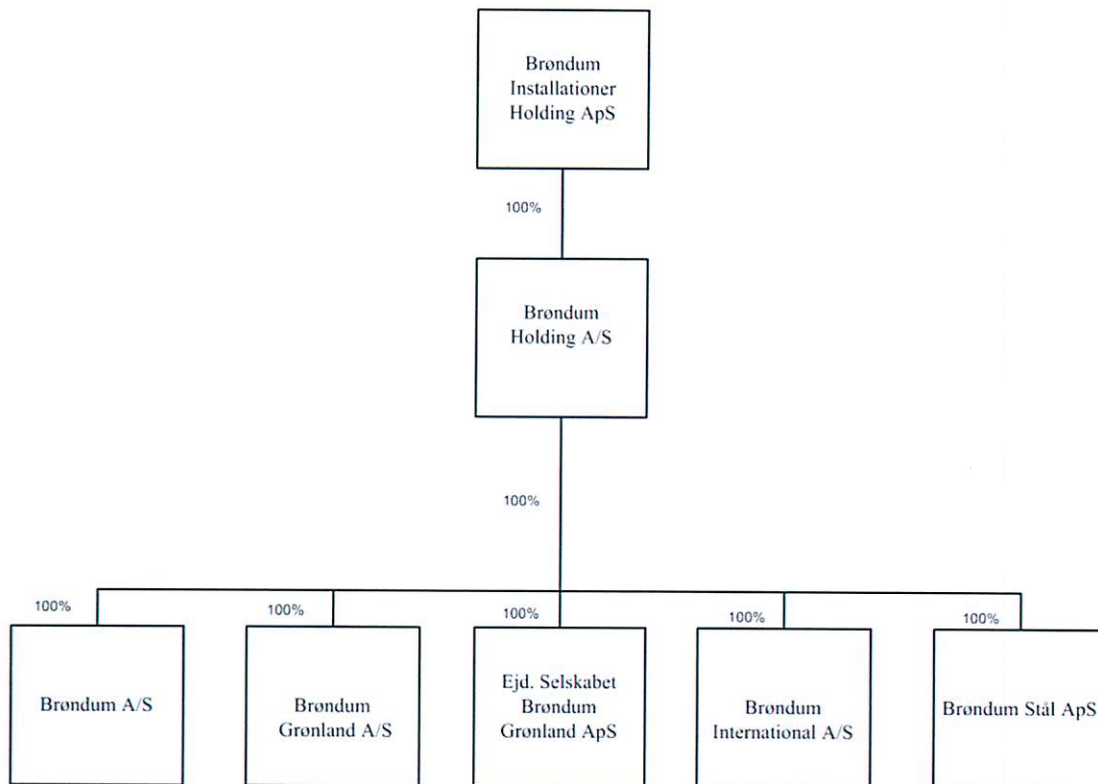 Brøndum
Installationer
Holding ApS
100%
Brøndum
Holding A/S
100%
100%
100%
100%
100%
100%
Brøndum A/S
Brøndum
Grønland A/S
Ejd. Selskabet
Brøndum
Grønland ApS
Brøndum
International A/S
Brøndum Stål ApS